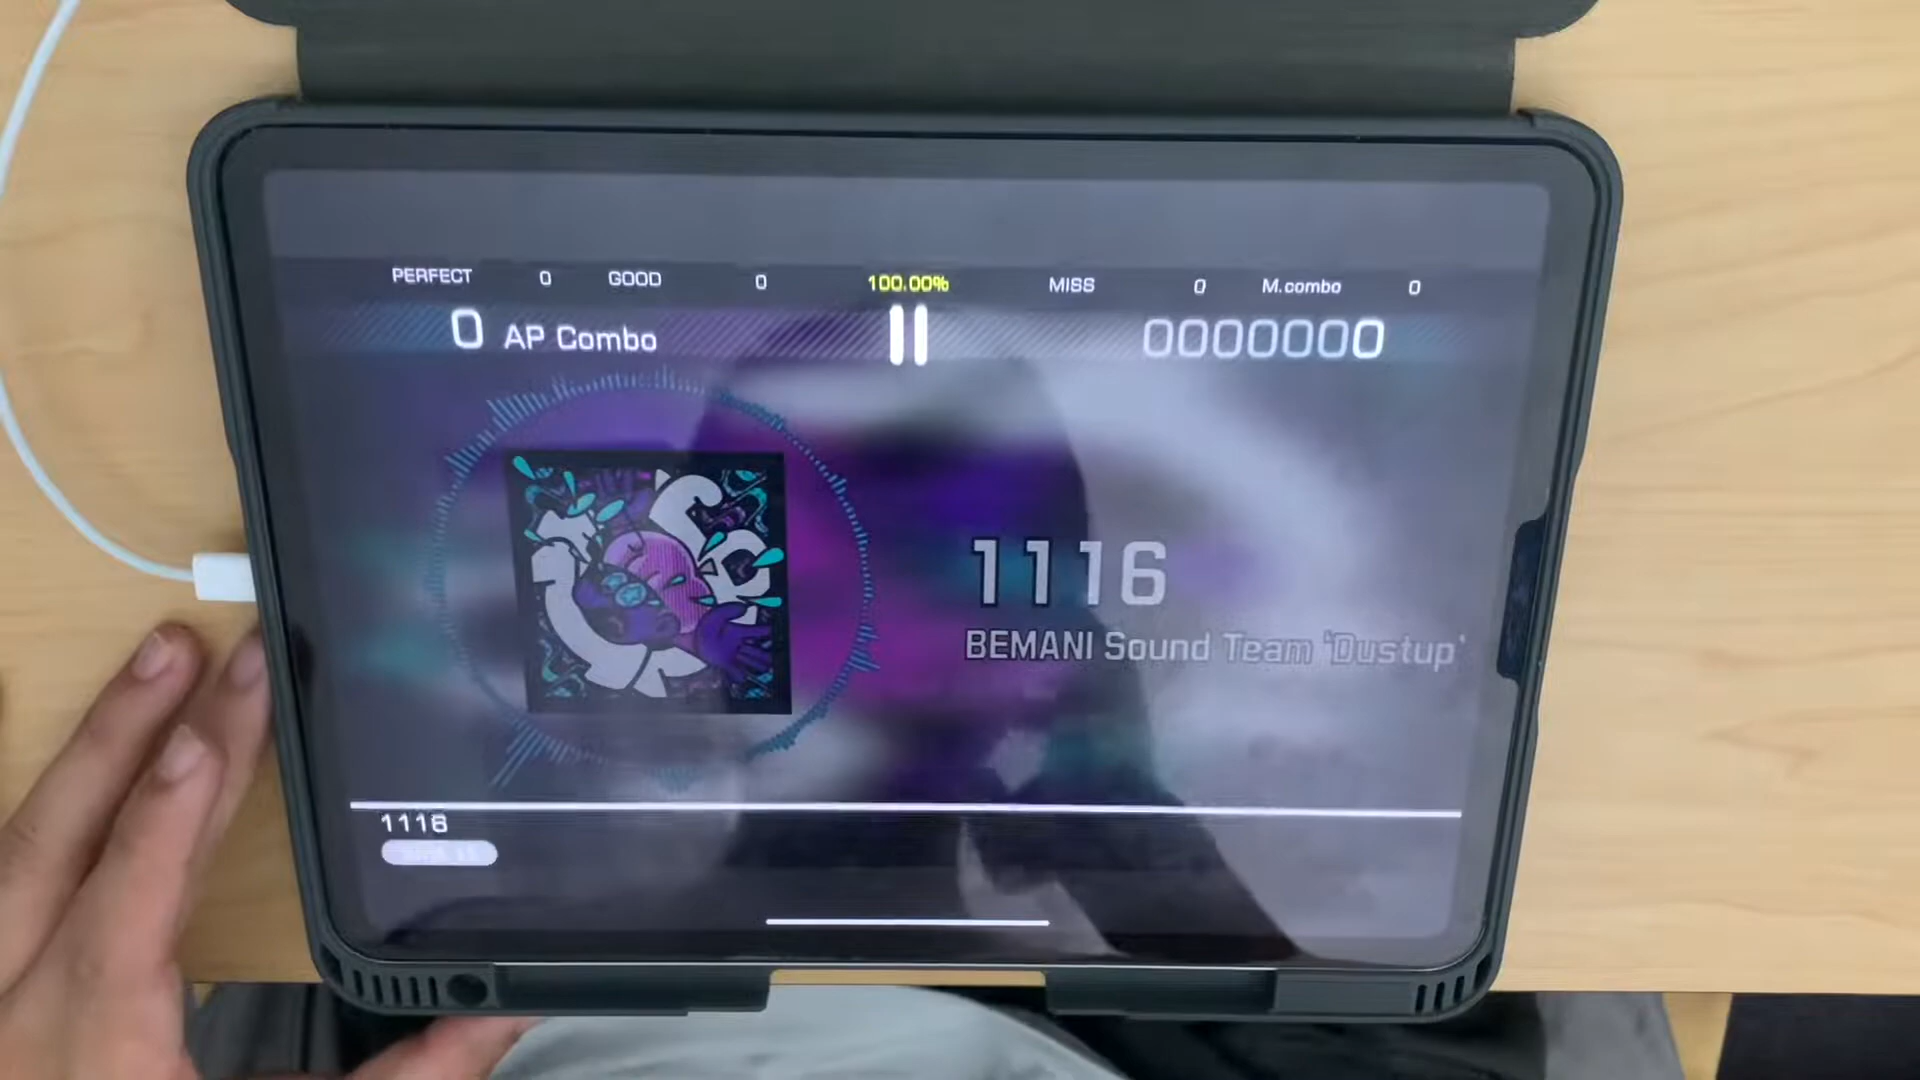 PERFECT 0 GOOD 0 100.00% MISS 0 M.combo 0
0 AP Combo 00000000
1116
BEMANI Sound Team 'Dustup'
1116